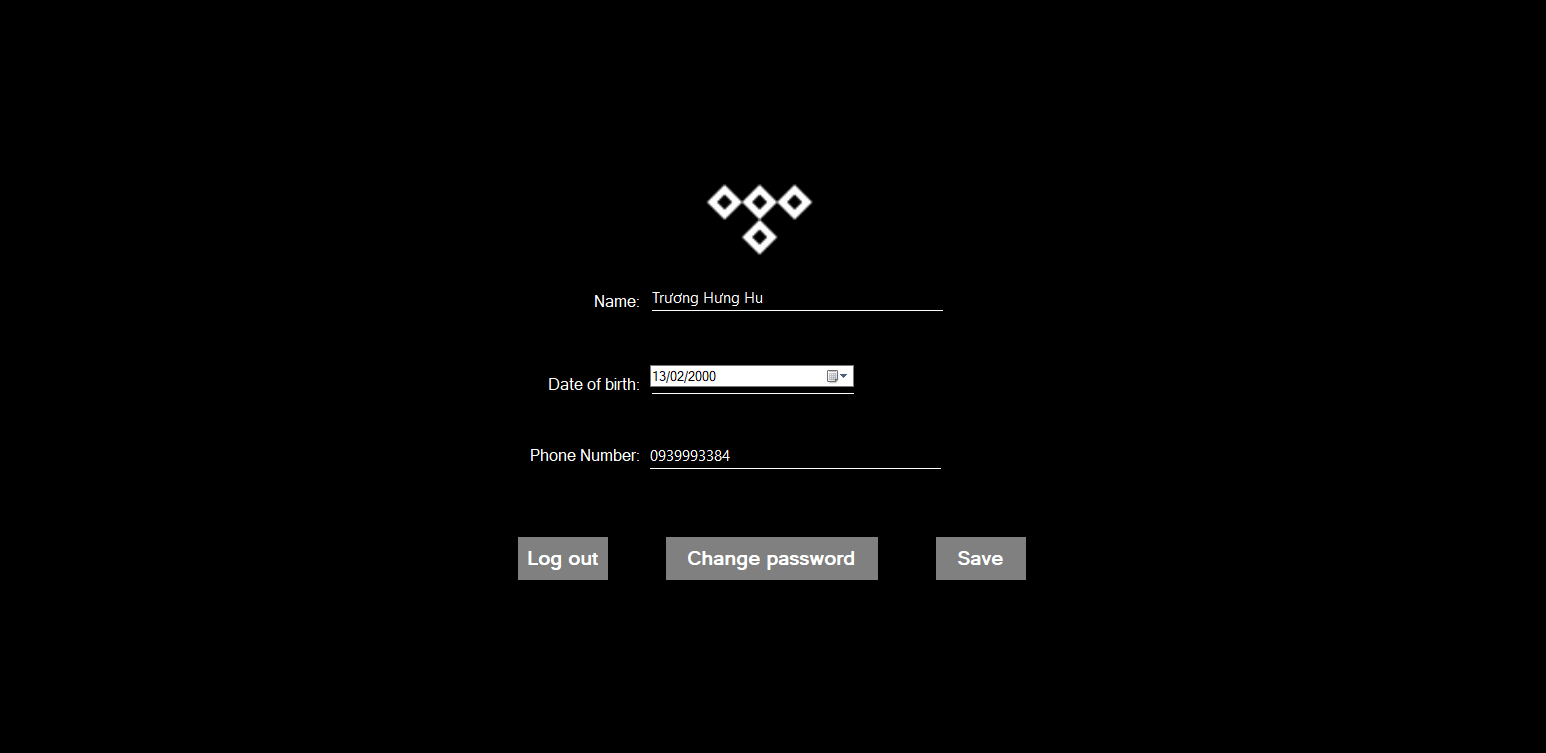 Name: Trương Hưng Hu
Date of birth: 13/02/2000
Phone Number: 0939993384
Log out Change password Save